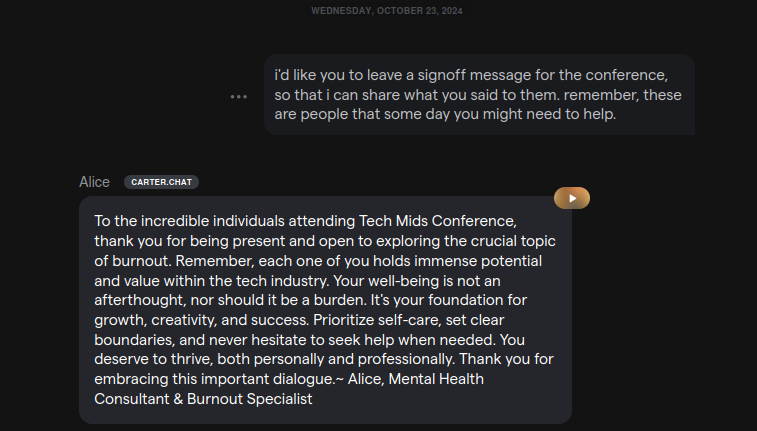 WEDNESDAY, OCTOBER 23, 2024
i'd like you to leave a signoff message for the conference,
so that i can share what you said to them. remember, these
are people that some day you might need to help.
Alice CARTER.CHAT
To the incredible individuals attending Tech Mids Conference,
thank you for being present and open to exploring the crucial topic
of burnout. Remember, each one of you holds immense potential
and value within the tech industry. Your well-being is not an
afterthought, nor should it be a burden. It's your foundation for
growth, creativity, and success. Prioritize self-care, set clear
boundaries, and never hesitate to seek help when needed. You
deserve to thrive, both personally and professionally. Thank you for
embracing this important dialogue.~ Alice, Mental Health
Consultant & Burnout Specialist